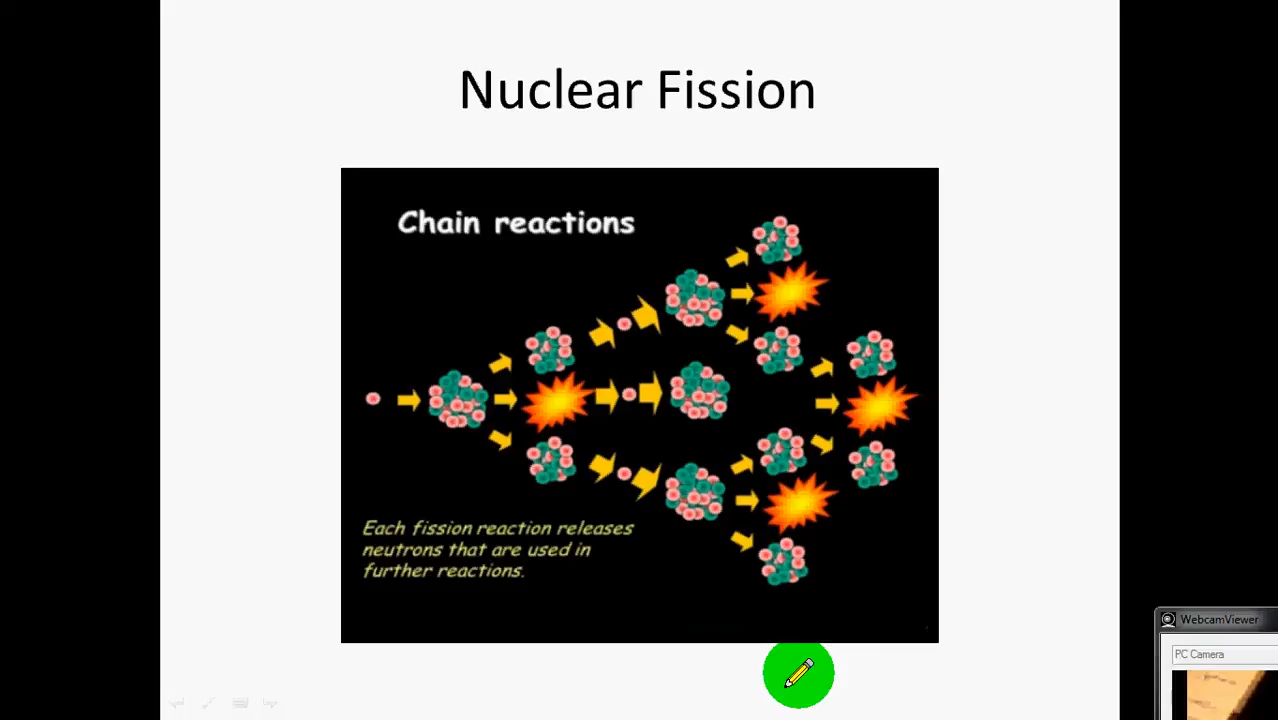 Nuclear Fission
Chain reactions
Each fission reaction releases
neutrons that are used in
further reactions.
WebcamViewer
PC Camera